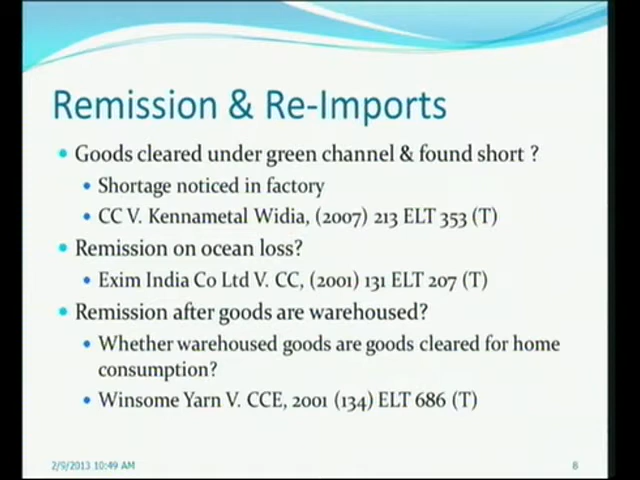 Remission & Re-Imports
• Goods cleared under green channel & found short ?
• Shortage noticed in factory
• CC V. Kennametal Widia, (2007) 213 ELT 353 (T)
• Remission on ocean loss?
• Exim India Co Ltd V. CC, (2001) 131 ELT 207 (T)
• Remission after goods are warehoused?
• Whether warehoused goods are goods cleared for home
consumption?
• Winsome Yarn V. CCE, 2001 (134) ELT 686 (T)
2/9/2013 10:49 AM
8